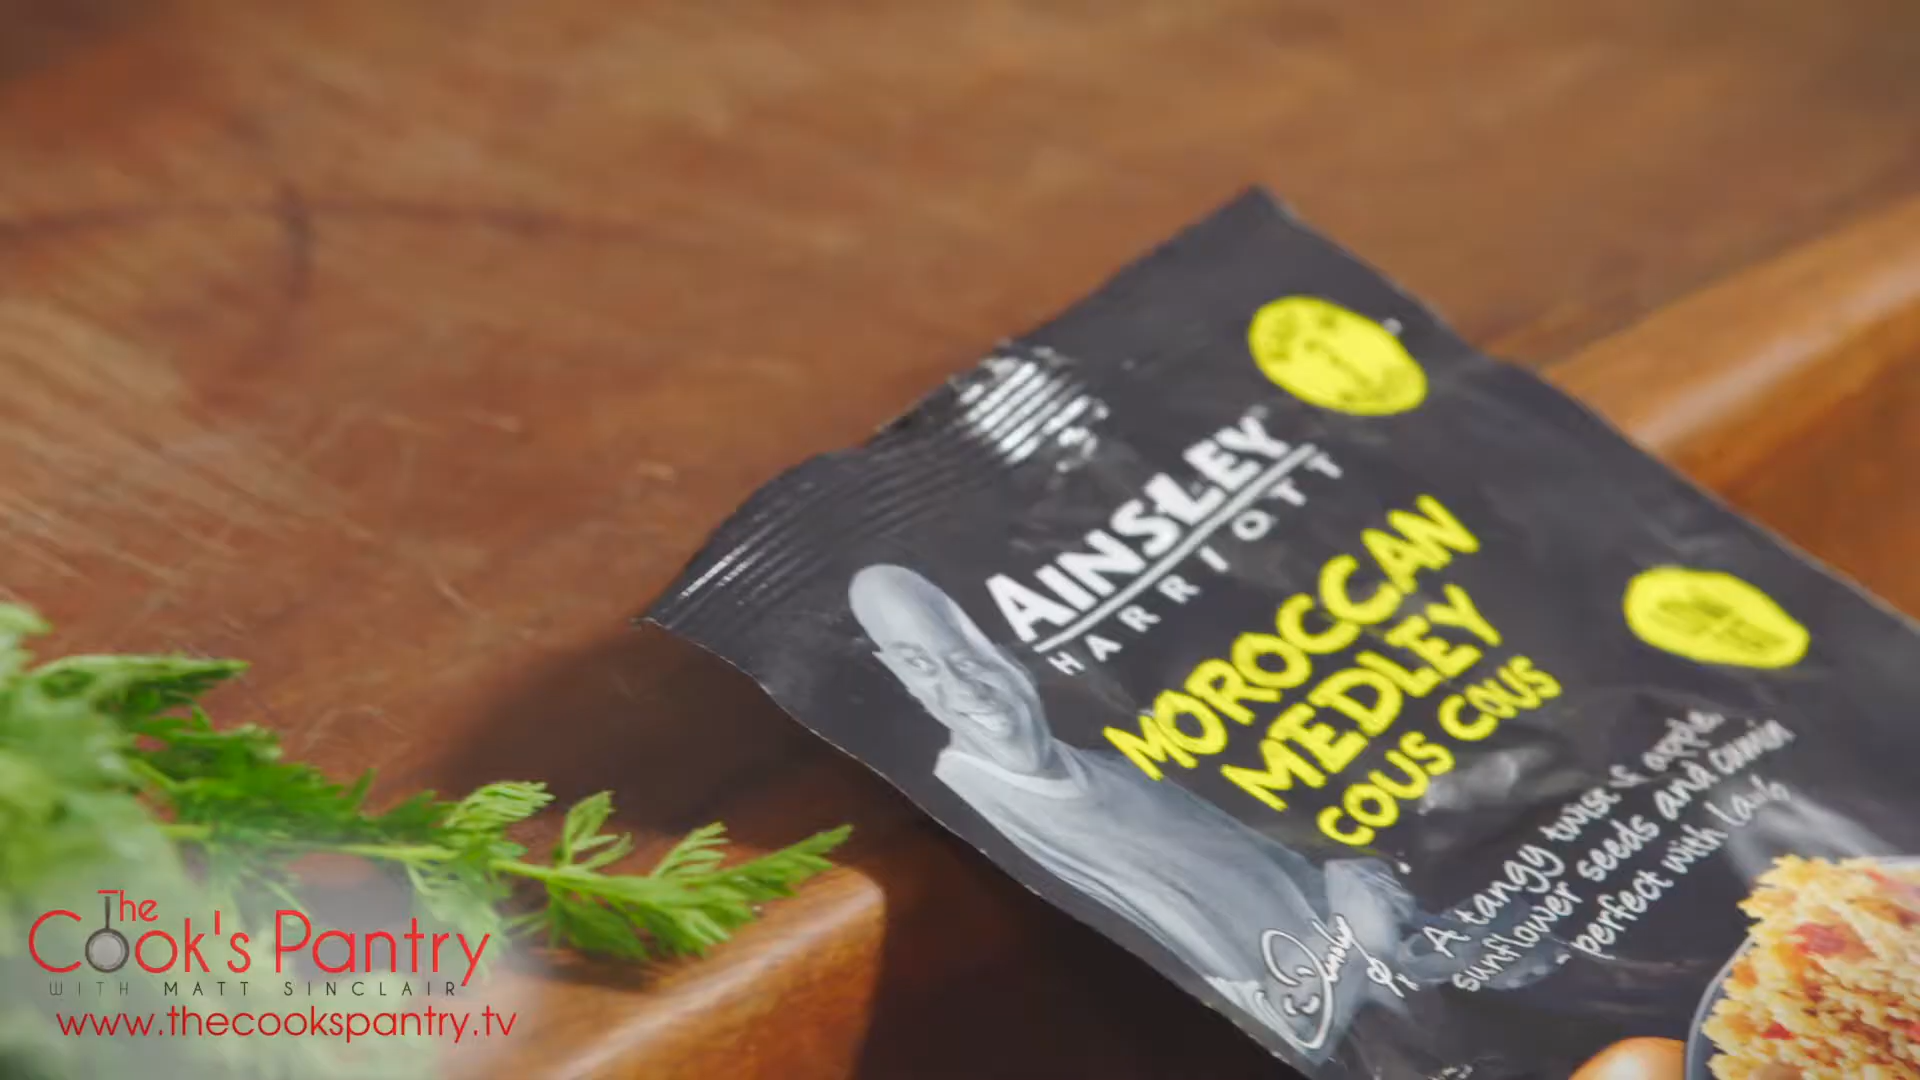 AINSLEY
HARRIOTT
MOROCCAN
MEDLEY
COUS COUS
A tangy twist of apple,
sunflower seeds and cumin
- perfect with lamb
The
Cook's Pantry
WITH MATT SINCLAIR
www.thecookspantry.tv